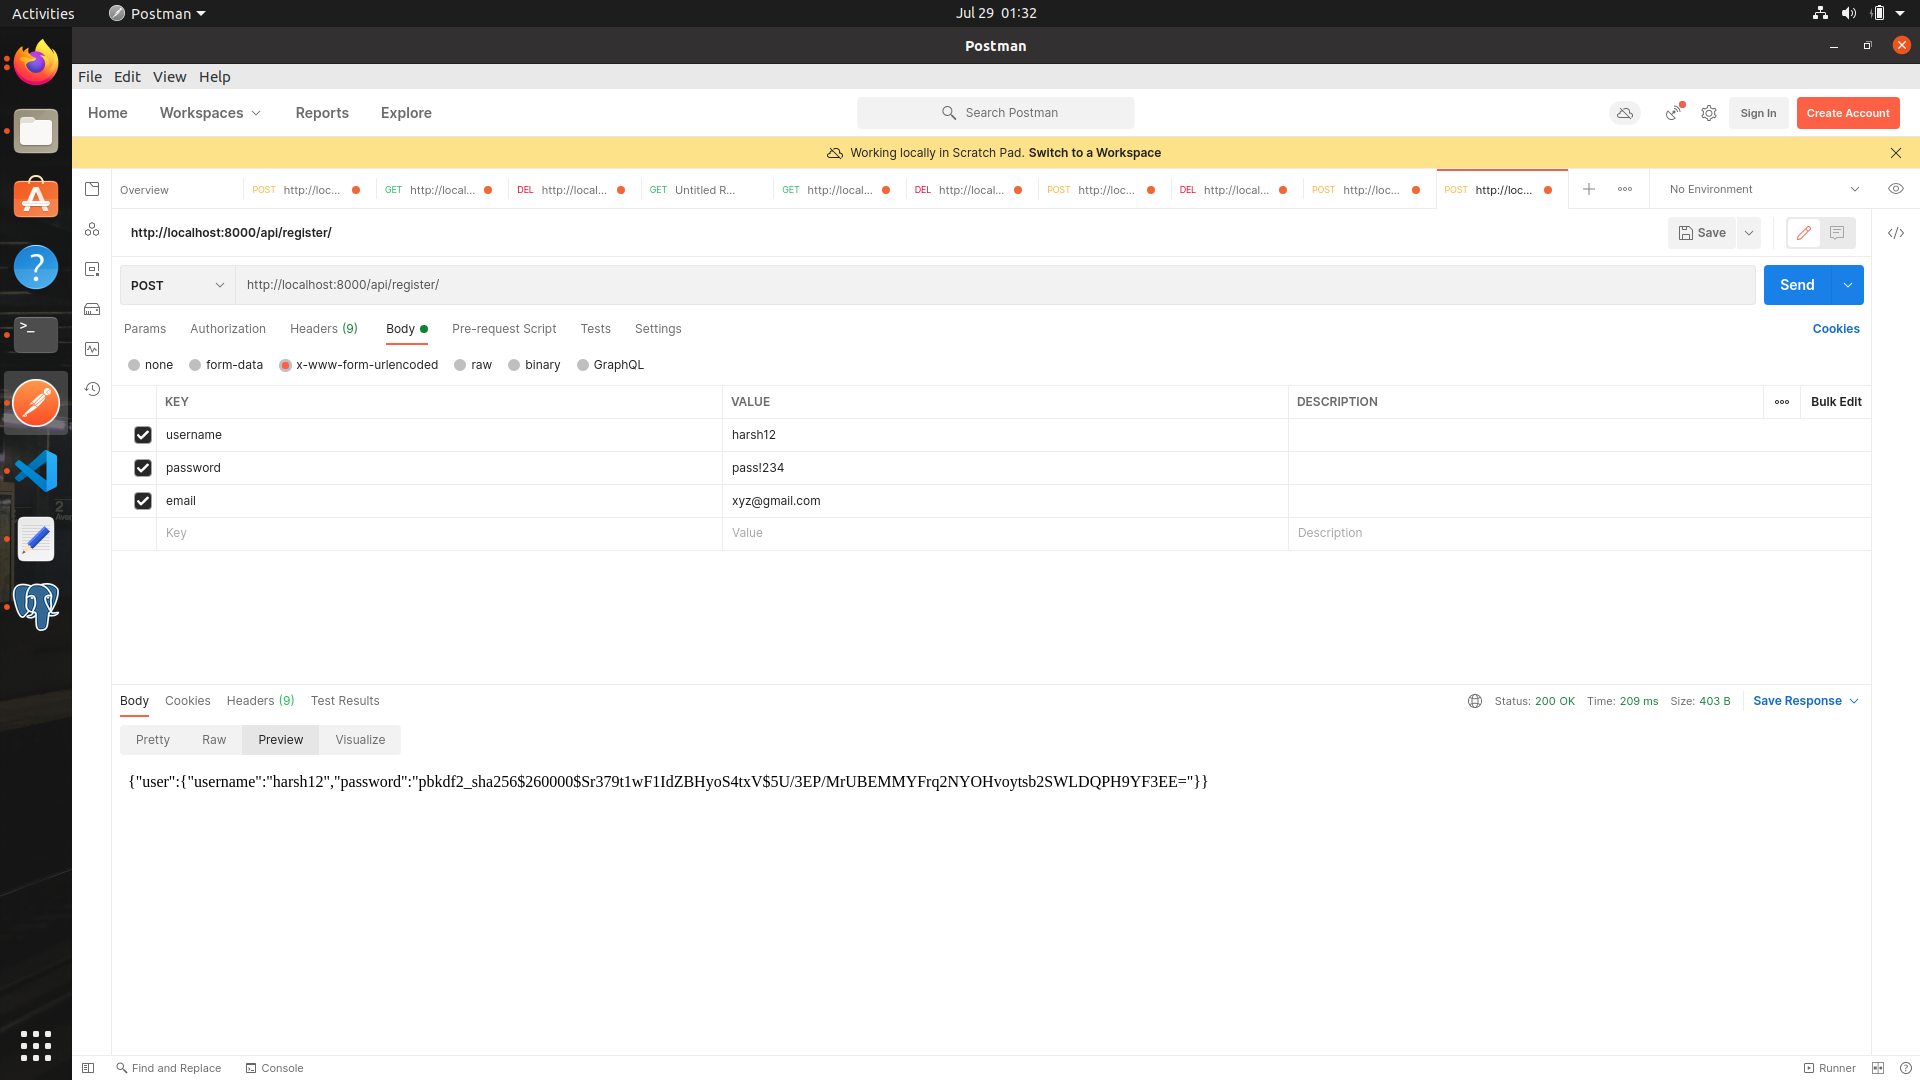 Activities Postman Jul 29 01:32
Postman
File Edit View Help
Home Workspaces Reports Explore Search Postman Sign In Create Account
Working locally in Scratch Pad. Switch to a Workspace
Overview POST http://loc... GET http://local... DEL http://local... GET Untitled R... GET http://local... DEL http://local... POST http://loc... DEL http://local... POST http://loc... POST http://loc... No Environment
http://localhost:8000/api/register/ Save
POST http://localhost:8000/api/register/ Send
Params Authorization Headers (9) Body Pre-request Script Tests Settings Cookies
none form-data x-www-form-urlencoded raw binary GraphQL
KEY VALUE DESCRIPTION Bulk Edit
username harsh12
password pass!234
email xyz@gmail.com
Key Value Description
Body Cookies Headers (9) Test Results Status: 200 OK Time: 209 ms Size: 403 B Save Response
Pretty Raw Preview Visualize
{"user":{"username":"harsh12","password":"pbkdf2_sha256$260000$Sr379t1wF1IdZBHyoS4txV$5U/3EP/MrUBEMMYFrq2NYOHvoytsb2SWLDQPH9YF3EE="}}
Find and Replace Console Runner